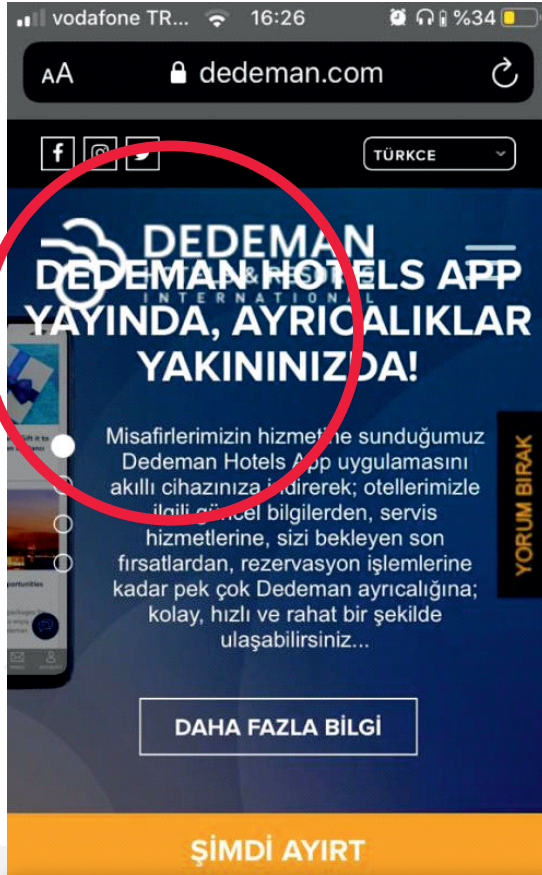 vodafone TR... 16:26 %34
AA dedeman.com
TÜRKCE
DEDEMAN
HOTELS & RESORTS
INTERNATIONAL
DEDEMAN HOTELS APP
YAYINDA, AYRICALIKLAR
YAKININIZDA!
Misafirlerimizin hizmetine sunduğumuz
Dedeman Hotels App uygulamasını
akıllı cihazınıza indirerek; otellerimizle
ilgili güncel bilgilerden, servis
hizmetlerine, sizi bekleyen son
fırsatlardan, rezervasyon işlemlerine
kadar pek çok Dedeman ayrıcalığına;
kolay, hızlı ve rahat bir şekilde
ulaşabilirsiniz...
YORUM BIRAK
DAHA FAZLA BİLGİ
ŞİMDİ AYIRT